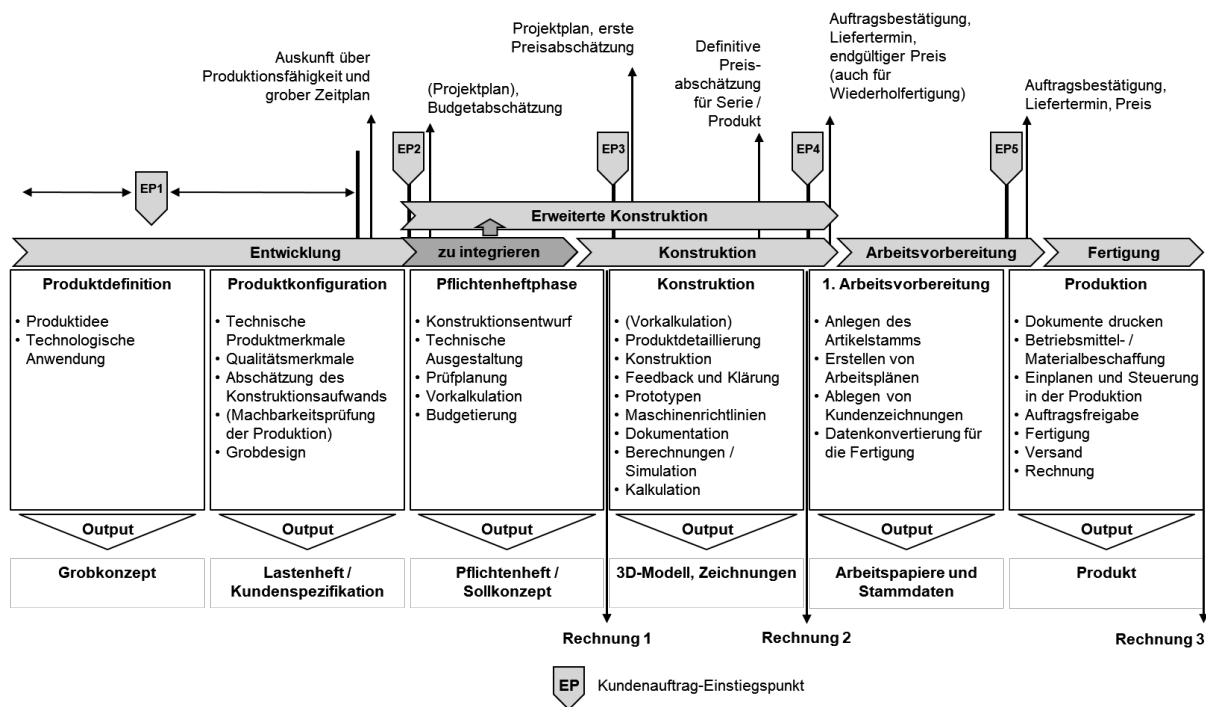 Auskunft über
Produktionsfähigkeit und
grober Zeitplan
(Projektplan),
Budgetabschätzung
Projektplan, erste
Preisabschätzung
Definitive
Preis-
abschätzung
für Serie /
Produkt
Auftragsbestätigung,
Liefertermin,
endgültiger Preis
(auch für
Wiederholfertigung)
Auftragsbestätigung,
Liefertermin, Preis
EP1
EP2
EP3
EP4
EP5
Erweiterte Konstruktion
Entwicklung
zu integrieren
Konstruktion
Arbeitsvorbereitung
Fertigung
Produktdefinition
• Produktidee
• Technologische
Anwendung
Produktkonfiguration
• Technische
Produktmerkmale
• Qualitätsmerkmale
• Abschätzung des
Konstruktionsaufwands
• (Machbarkeitsprüfung
der Produktion)
• Grobdesign
Pflichtenheftphase
• Konstruktionsentwurf
• Technische
Ausgestaltung
• Prüfplanung
• Vorkalkulation
• Budgetierung
Konstruktion
• (Vorkalkulation)
• Produktdetaillierung
• Konstruktion
• Feedback und Klärung
• Prototypen
• Maschinenrichtlinien
• Dokumentation
• Berechnungen /
Simulation
• Kalkulation
1. Arbeitsvorbereitung
• Anlegen des
Artikelstamms
• Erstellen von
Arbeitsplänen
• Ablegen von
Kundenzeichnungen
• Datenkonvertierung für
die Fertigung
Produktion
• Dokumente drucken
• Betriebsmittel- /
Materialbeschaffung
• Einplanen und Steuerung
in der Produktion
• Auftragsfreigabe
• Fertigung
• Versand
• Rechnung
Output
Output
Output
Output
Output
Output
Grobkonzept
Lastenheft /
Kundenspezifikation
Pflichtenheft /
Sollkonzept
3D-Modell, Zeichnungen
Arbeitspapiere und
Stammdaten
Produkt
Rechnung 1
Rechnung 2
Rechnung 3
EP
Kundenauftrag-Einstiegspunkt